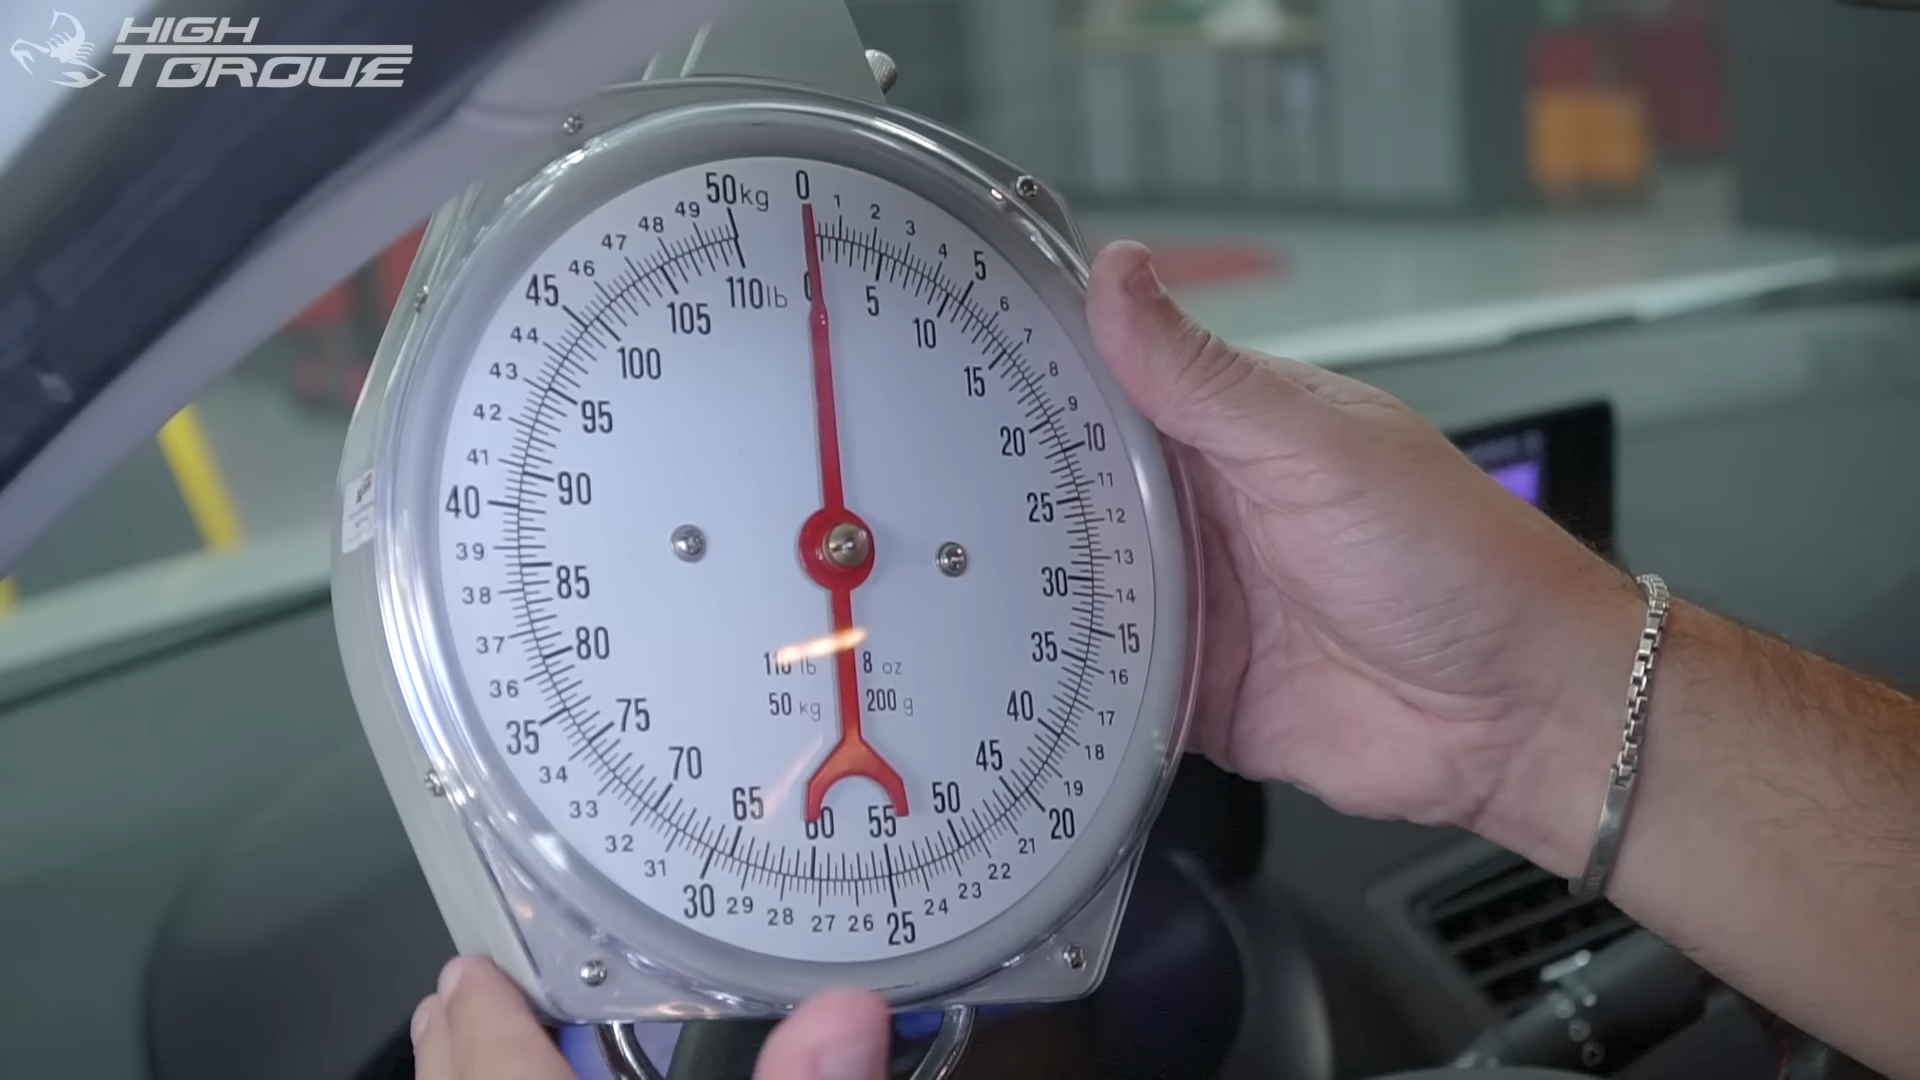 HIGH
TORQUE
50kg 0 1 2 3 4 5 6 7 8 9 10 11 12 13 14 15 16 17 18 19 20 21 22 23 24 25 26 27 28 29 30 31 32 33 34 35 36 37 38 39 40 41 42 43 44 45 46 47 48 49
110lb 0 5 10 15 20 25 30 35 40 45 50 55 60 65 70 75 80 85 90 95 100 105
110 lb 8 oz
50 kg 200 g